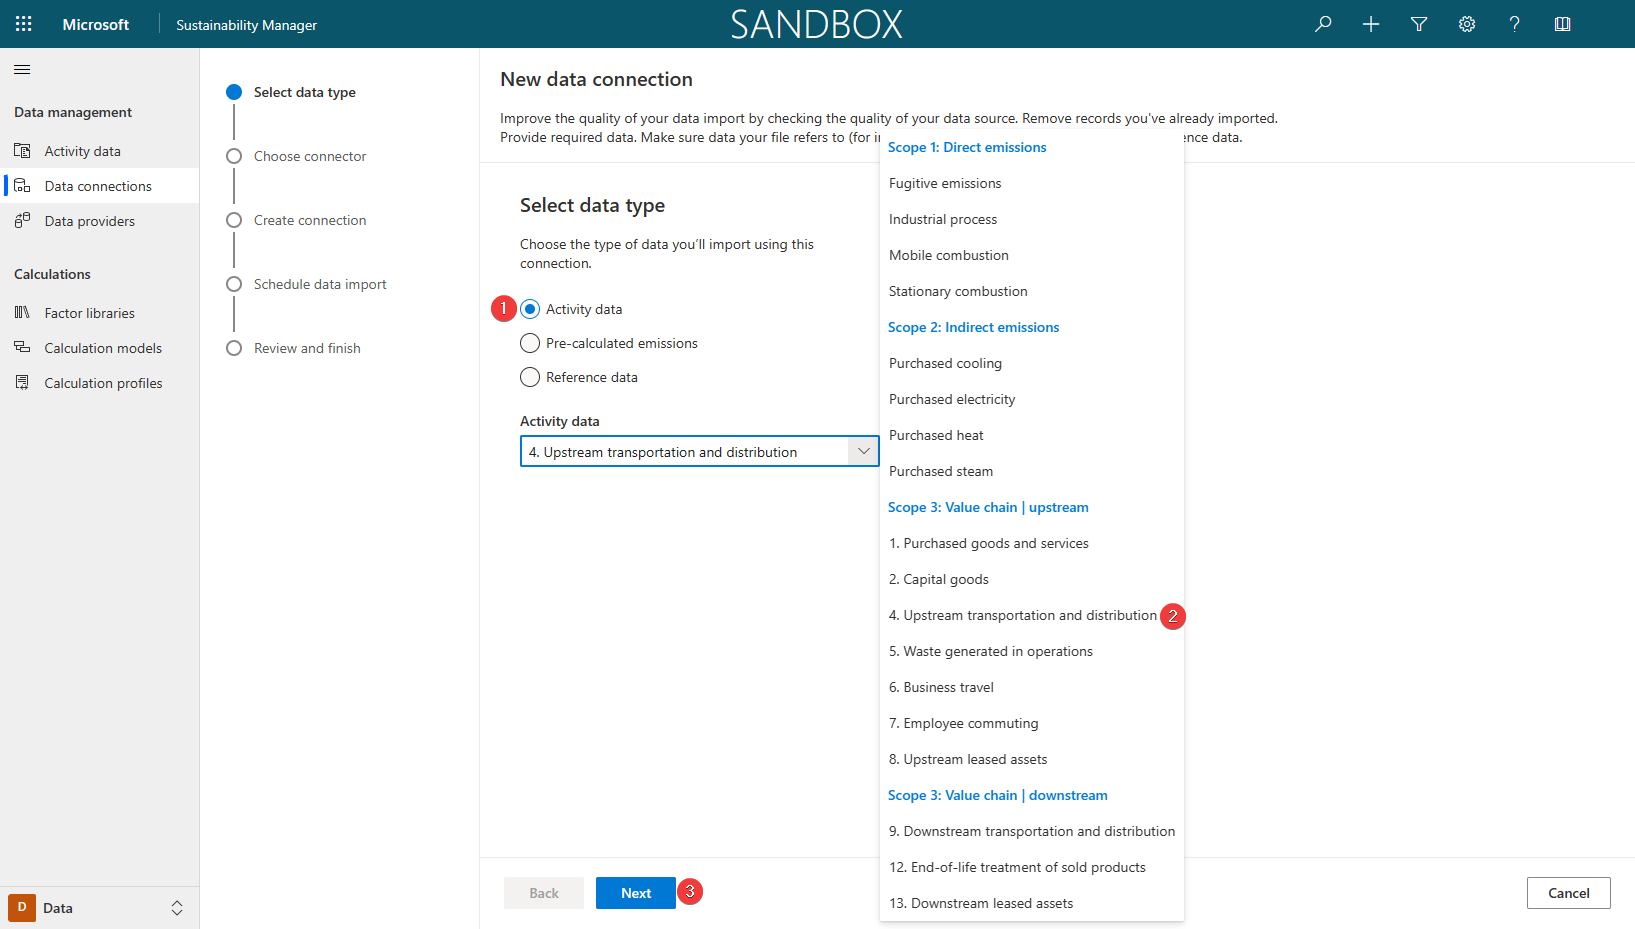 Microsoft
Sustainability Manager
SANDBOX
Data management
Activity data
Data connections
Data providers
Calculations
Factor libraries
Calculation models
Calculation profiles
D
Data
Select data type
Choose connector
Create connection
Schedule data import
Review and finish
New data connection
Improve the quality of your data import by checking the quality of your data source. Remove records you've already imported.
Provide required data. Make sure data your file refers to (for in
ence data.
Select data type
Choose the type of data you'll import using this
connection.
1
Activity data
Pre-calculated emissions
Reference data
Activity data
4. Upstream transportation and distribution
Scope 1: Direct emissions
Fugitive emissions
Industrial process
Mobile combustion
Stationary combustion
Scope 2: Indirect emissions
Purchased cooling
Purchased electricity
Purchased heat
Purchased steam
Scope 3: Value chain | upstream
1. Purchased goods and services
2. Capital goods
4. Upstream transportation and distribution
2
5. Waste generated in operations
6. Business travel
7. Employee commuting
8. Upstream leased assets
Scope 3: Value chain | downstream
9. Downstream transportation and distribution
12. End-of-life treatment of sold products
13. Downstream leased assets
Back
Next
3
Cancel